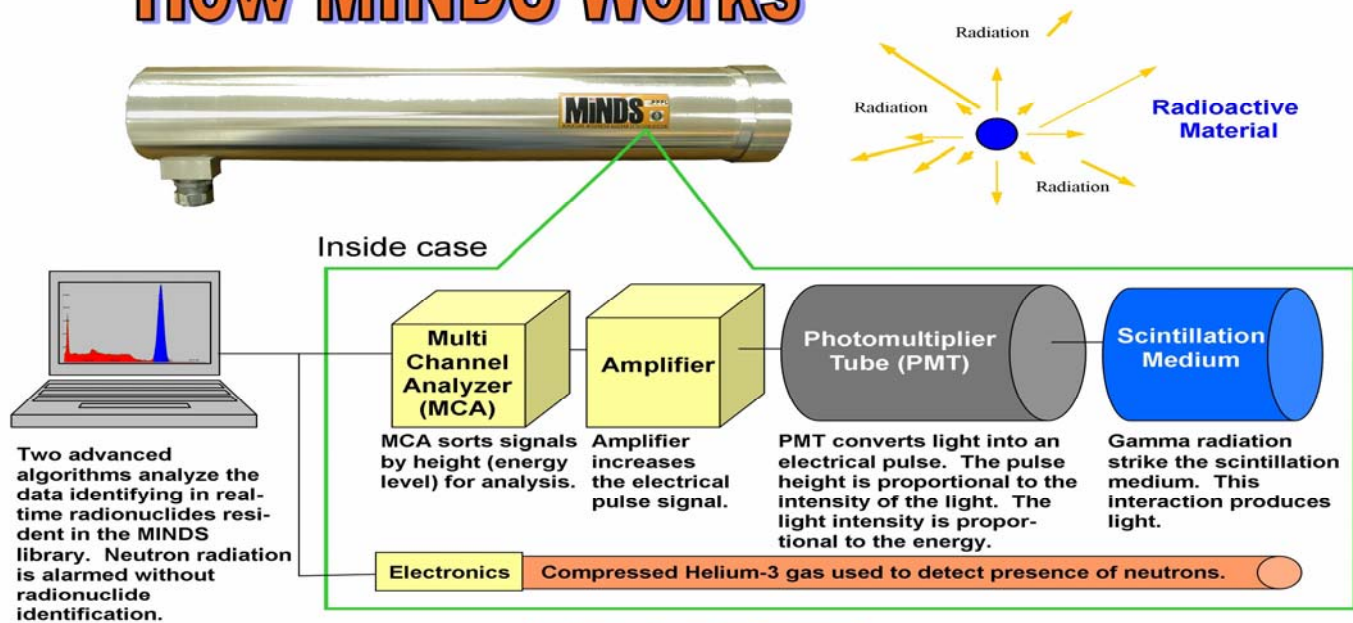 How MINDS Works
MiNDS PPPL
Radiation
Radiation
Radiation
Radioactive
Material
Inside case
Multi
Channel
Analyzer
(MCA)
Amplifier
Photomultiplier
Tube (PMT)
Scintillation
Medium
MCA sorts signals
by height (energy
level) for analysis.
Amplifier
increases
the electrical
pulse signal.
PMT converts light into an
electrical pulse. The pulse
height is proportional to the
intensity of the light. The
light intensity is propor-
tional to the energy.
Gamma radiation
strike the scintillation
medium. This
interaction produces
light.
Two advanced
algorithms analyze the
data identifying in real-
time radionuclides resi-
dent in the MINDS
library. Neutron radiation
is alarmed without
radionuclide
identification.
Electronics
Compressed Helium-3 gas used to detect presence of neutrons.